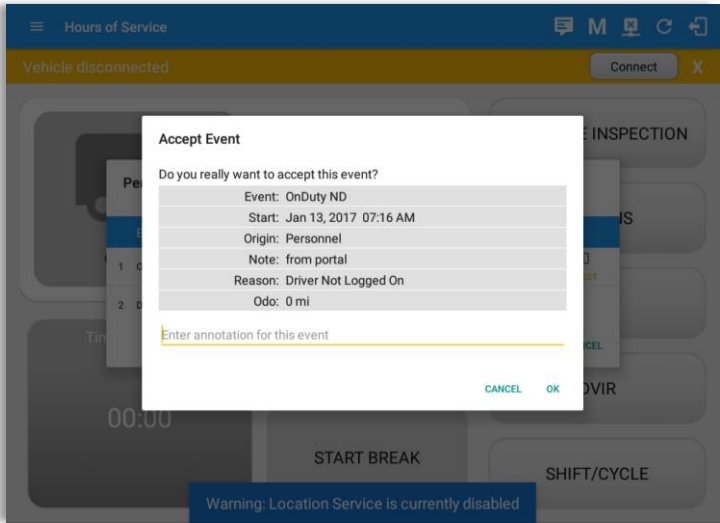 Hours of Service
M
Vehicle disconnected
Connect
X
INSPECTION
Accept Event
Do you really want to accept this event?
Event: OnDuty ND
Start: Jan 13, 2017 07:16 AM
Origin: Personnel
Note: from portal
Reason: Driver Not Logged On
Odo: 0 mi
Enter annotation for this event
CANCEL
OK
1
2
00:00
START BREAK
SHIFT/CYCLE
Warning: Location Service is currently disabled